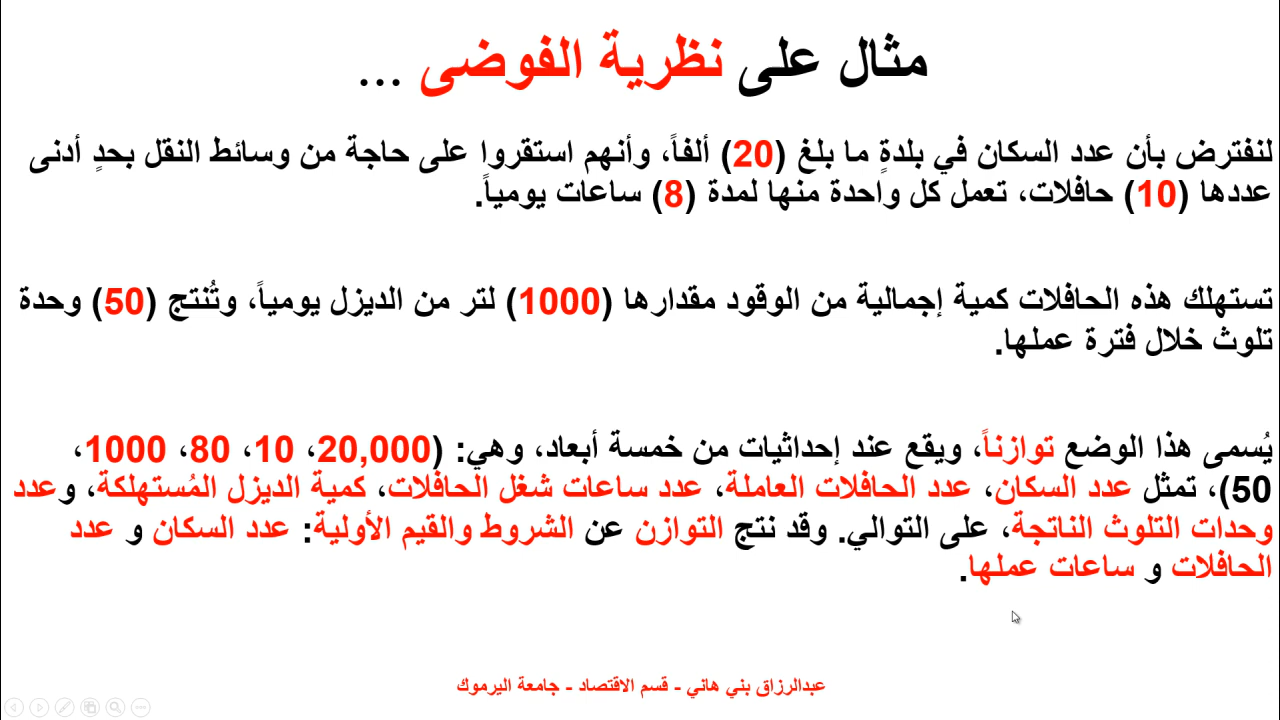 مثال على نظرية الفوضى ...
لنفترض بأن عدد السكان في بلدةٍ ما بلغ (20) ألفاً، وأنهم استقروا على حاجة من وسائط النقل بحدٍ أدنى
عددها (10) حافلات، تعمل كل واحدة منها لمدة (8) ساعات يومياً.
تستهلك هذه الحافلات كمية إجمالية من الوقود مقدارها (1000) لتر من الديزل يومياً، وتُنتج (50) وحدة
تلوث خلال فترة عملها.
يُسمى هذا الوضع توازناً، ويقع عند إحداثيات من خمسة أبعاد، وهي: (20,000، 10، 80، 1000،
50)، تمثل عدد السكان، عدد الحافلات العاملة، عدد ساعات شغل الحافلات، كمية الديزل المُستهلكة، وعدد
وحدات التلوث الناتجة، على التوالي. وقد نتج التوازن عن الشروط والقيم الأولية: عدد السكان و عدد
الحافلات و ساعات عملها.
عبدالرزاق بني هاني - قسم الاقتصاد - جامعة اليرموك